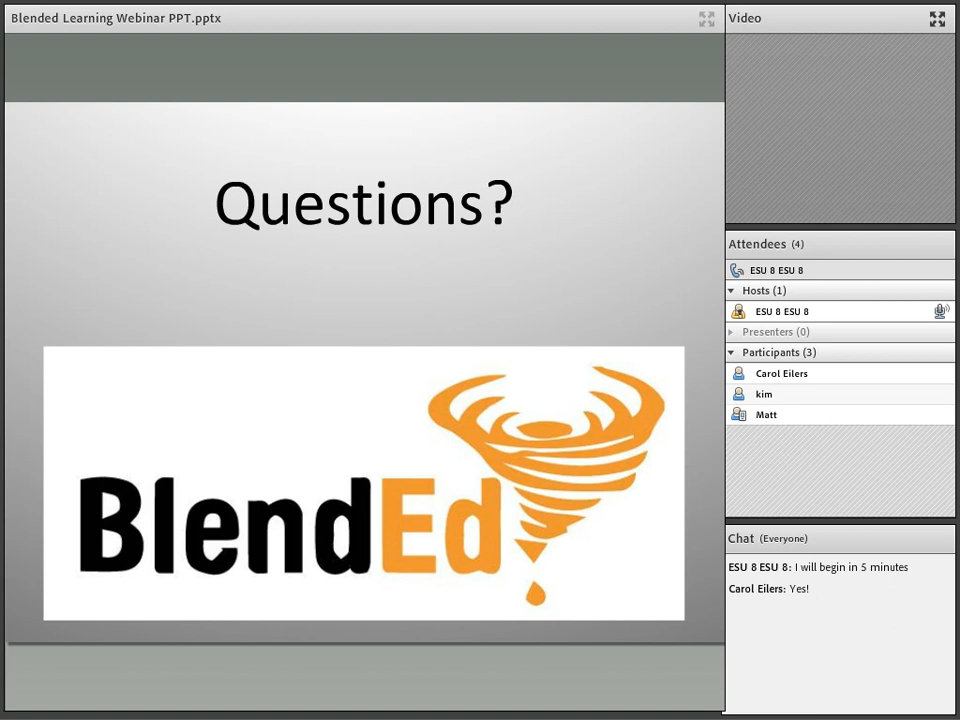 Blended Learning Webinar PPT.pptx
Questions?
BlendEd
Video
Attendees (4)
ESU 8 ESU 8
Hosts (1)
ESU 8 ESU 8
Presenters (0)
Participants (3)
Carol Eilers
kim
Matt
Chat (Everyone)
ESU 8 ESU 8: I will begin in 5 minutes
Carol Eilers: Yes!